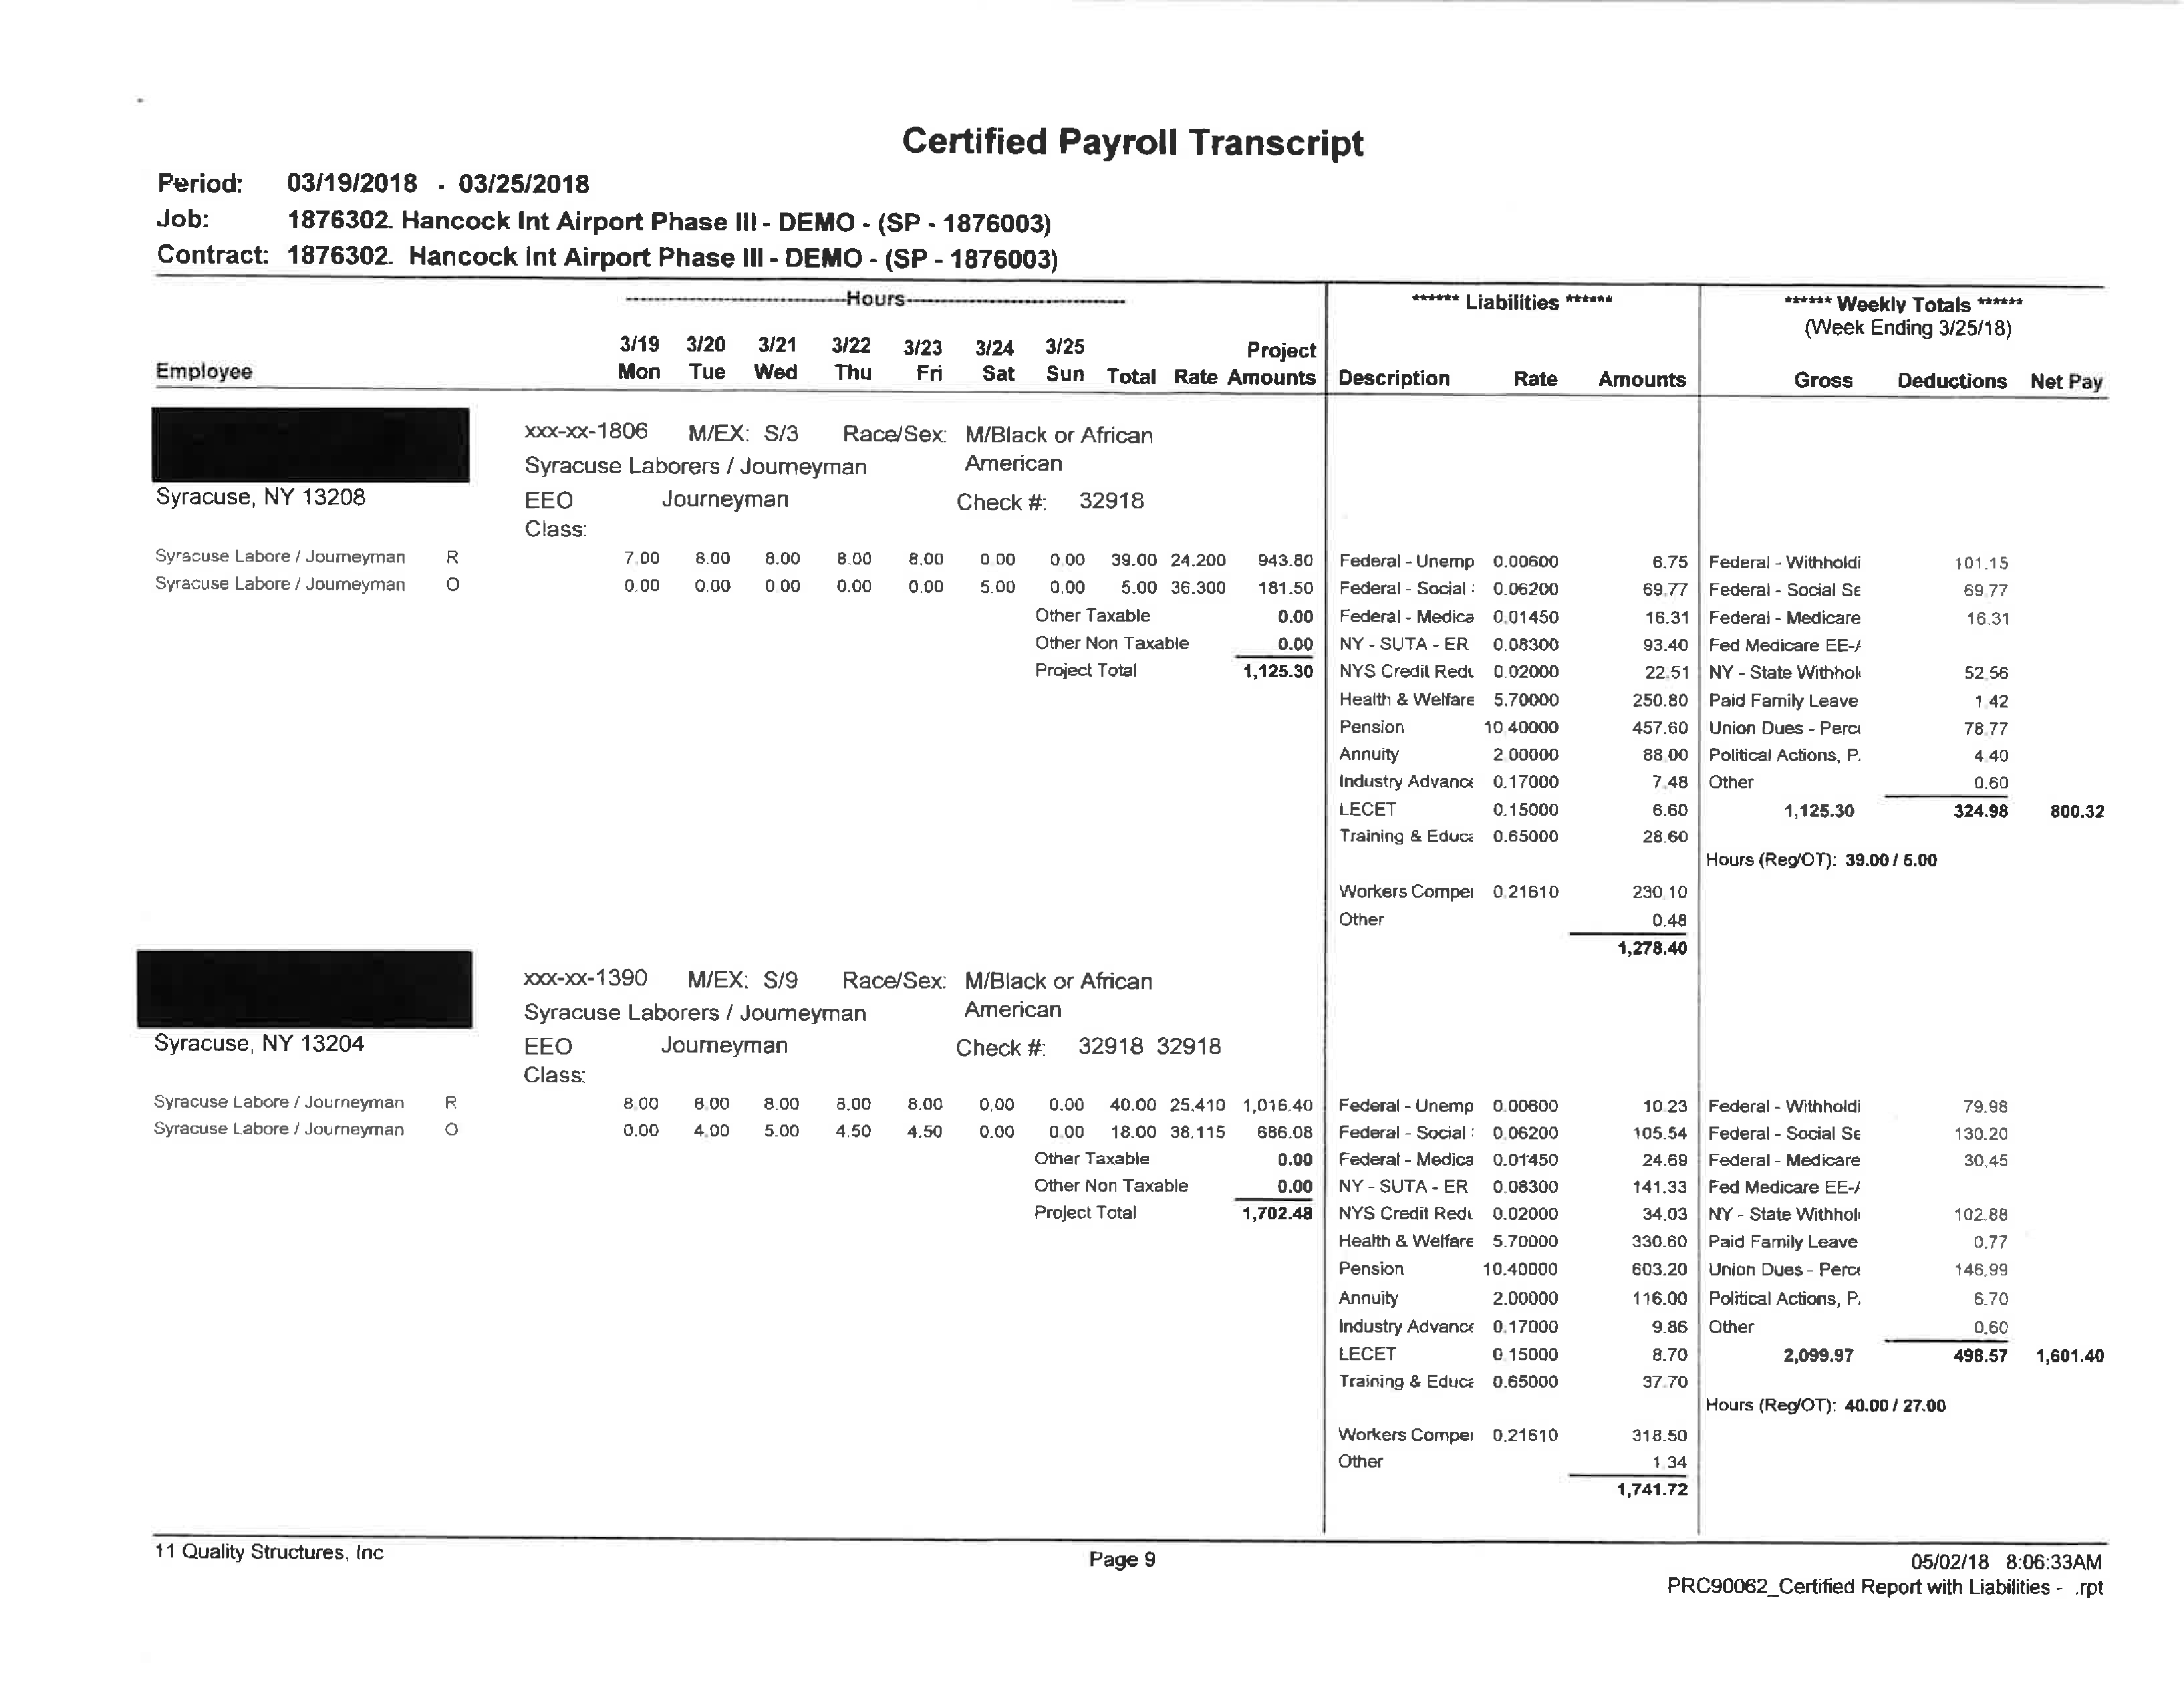 Certified Payroll Transcript
Period: 03/19/2018 - 03/25/2018
Job: 1876302. Hancock Int Airport Phase III - DEMO - (SP - 1876003)
Contract: 1876302. Hancock Int Airport Phase III - DEMO - (SP - 1876003)
----Hours---- ****** Liabilities ****** ****** Weekly Totals ******
(Week Ending 3/25/18)
3/19 3/20 3/21 3/22 3/23 3/24 3/25 Project
Employee Mon Tue Wed Thu Fri Sat Sun Total Rate Amounts Description Rate Amounts Gross Deductions Net Pay
xxx-xx-1806 M/EX: S/3 Race/Sex: M/Black or African
Syracuse Laborers / Journeyman American
Syracuse, NY 13208 EEO Journeyman Check #: 32918
Class:
Syracuse Labore / Journeyman R 7.00 8.00 8.00 8.00 8.00 0.00 0.00 39.00 24.200 943.80 Federal - Unemp 0.00600 6.75 Federal - Withholdi 101.15
Syracuse Labore / Journeyman O 0.00 0.00 0.00 0.00 0.00 5.00 0.00 5.00 36.300 181.50 Federal - Social : 0.06200 69.77 Federal - Social Se 69.77
Other Taxable 0.00 Federal - Medica 0.01450 16.31 Federal - Medicare 16.31
Other Non Taxable 0.00 NY - SUTA - ER 0.08300 93.40 Fed Medicare EE-/
Project Total 1,125.30 NYS Credit Redu 0.02000 22.51 NY - State Withhol 52.56
Health & Welfare 5.70000 250.80 Paid Family Leave 1.42
Pension 10.40000 457.60 Union Dues - Perce 78.77
Annuity 2.00000 88.00 Political Actions, P. 4.40
Industry Advance 0.17000 7.48 Other 0.60
LECET 0.15000 6.60 1,125.30 324.98 800.32
Training & Educa 0.65000 28.60
Hours (Reg/OT): 39.00 / 5.00
Workers Compe 0.21610 230.10
Other 0.48
1,278.40
xxx-xx-1390 M/EX: S/9 Race/Sex: M/Black or African
Syracuse Laborers / Journeyman American
Syracuse, NY 13204 EEO Journeyman Check #: 32918 32918
Class:
Syracuse Labore / Journeyman R 8.00 8.00 8.00 8.00 8.00 0.00 0.00 40.00 25.410 1,016.40 Federal - Unemp 0.00600 10.23 Federal - Withholdi 79.98
Syracuse Labore / Journeyman O 0.00 4.00 5.00 4.50 4.50 0.00 0.00 18.00 38.115 686.08 Federal - Social : 0.06200 105.54 Federal - Social Se 130.20
Other Taxable 0.00 Federal - Medica 0.01450 24.69 Federal - Medicare 30.45
Other Non Taxable 0.00 NY - SUTA - ER 0.08300 141.33 Fed Medicare EE-/
Project Total 1,702.48 NYS Credit Redu 0.02000 34.03 NY - State Withhol 102.88
Health & Welfare 5.70000 330.60 Paid Family Leave 0.77
Pension 10.40000 603.20 Union Dues - Perce 146.99
Annuity 2.00000 116.00 Political Actions, P. 6.70
Industry Advance 0.17000 9.86 Other 0.60
LECET 0.15000 8.70 2,099.97 498.57 1,601.40
Training & Educa 0.65000 37.70
Hours (Reg/OT): 40.00 / 27.00
Workers Compe 0.21610 318.50
Other 1.34
1,741.72
11 Quality Structures, Inc Page 9 05/02/18 8:06:33AM
PRC90062_Certified Report with Liabilities - .rpt